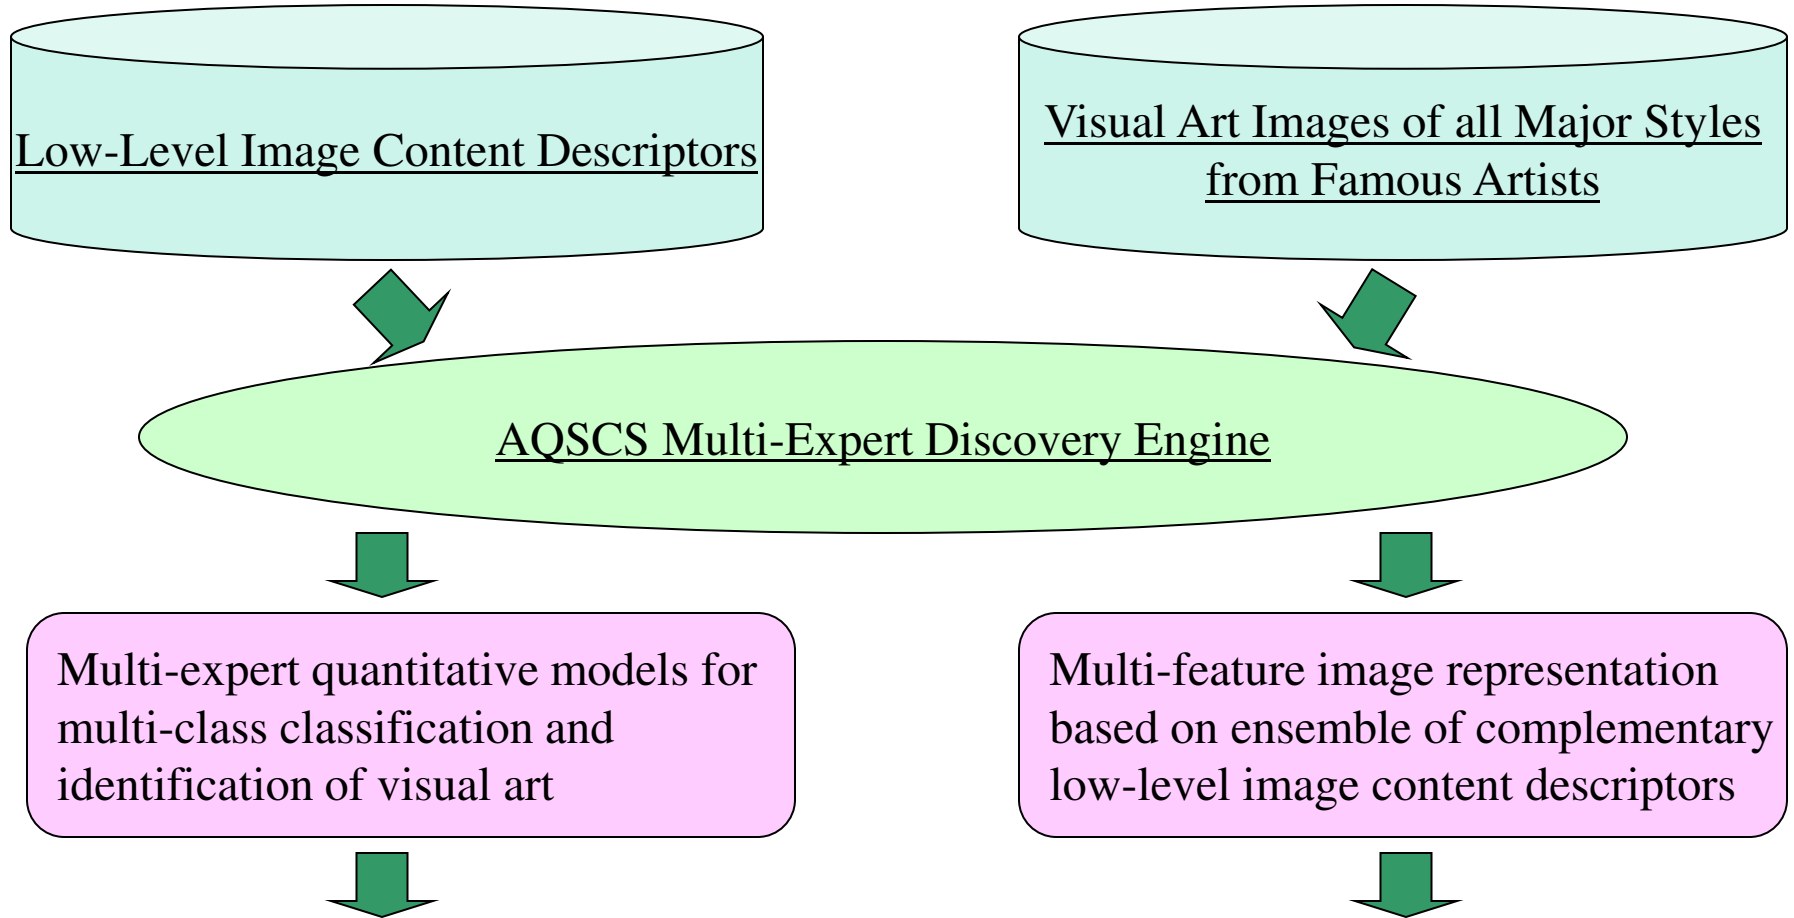 Low-Level Image Content Descriptors
Visual Art Images of all Major Styles
from Famous Artists
AQSCS Multi-Expert Discovery Engine
Multi-expert quantitative models for
multi-class classification and
identification of visual art
Multi-feature image representation
based on ensemble of complementary
low-level image content descriptors